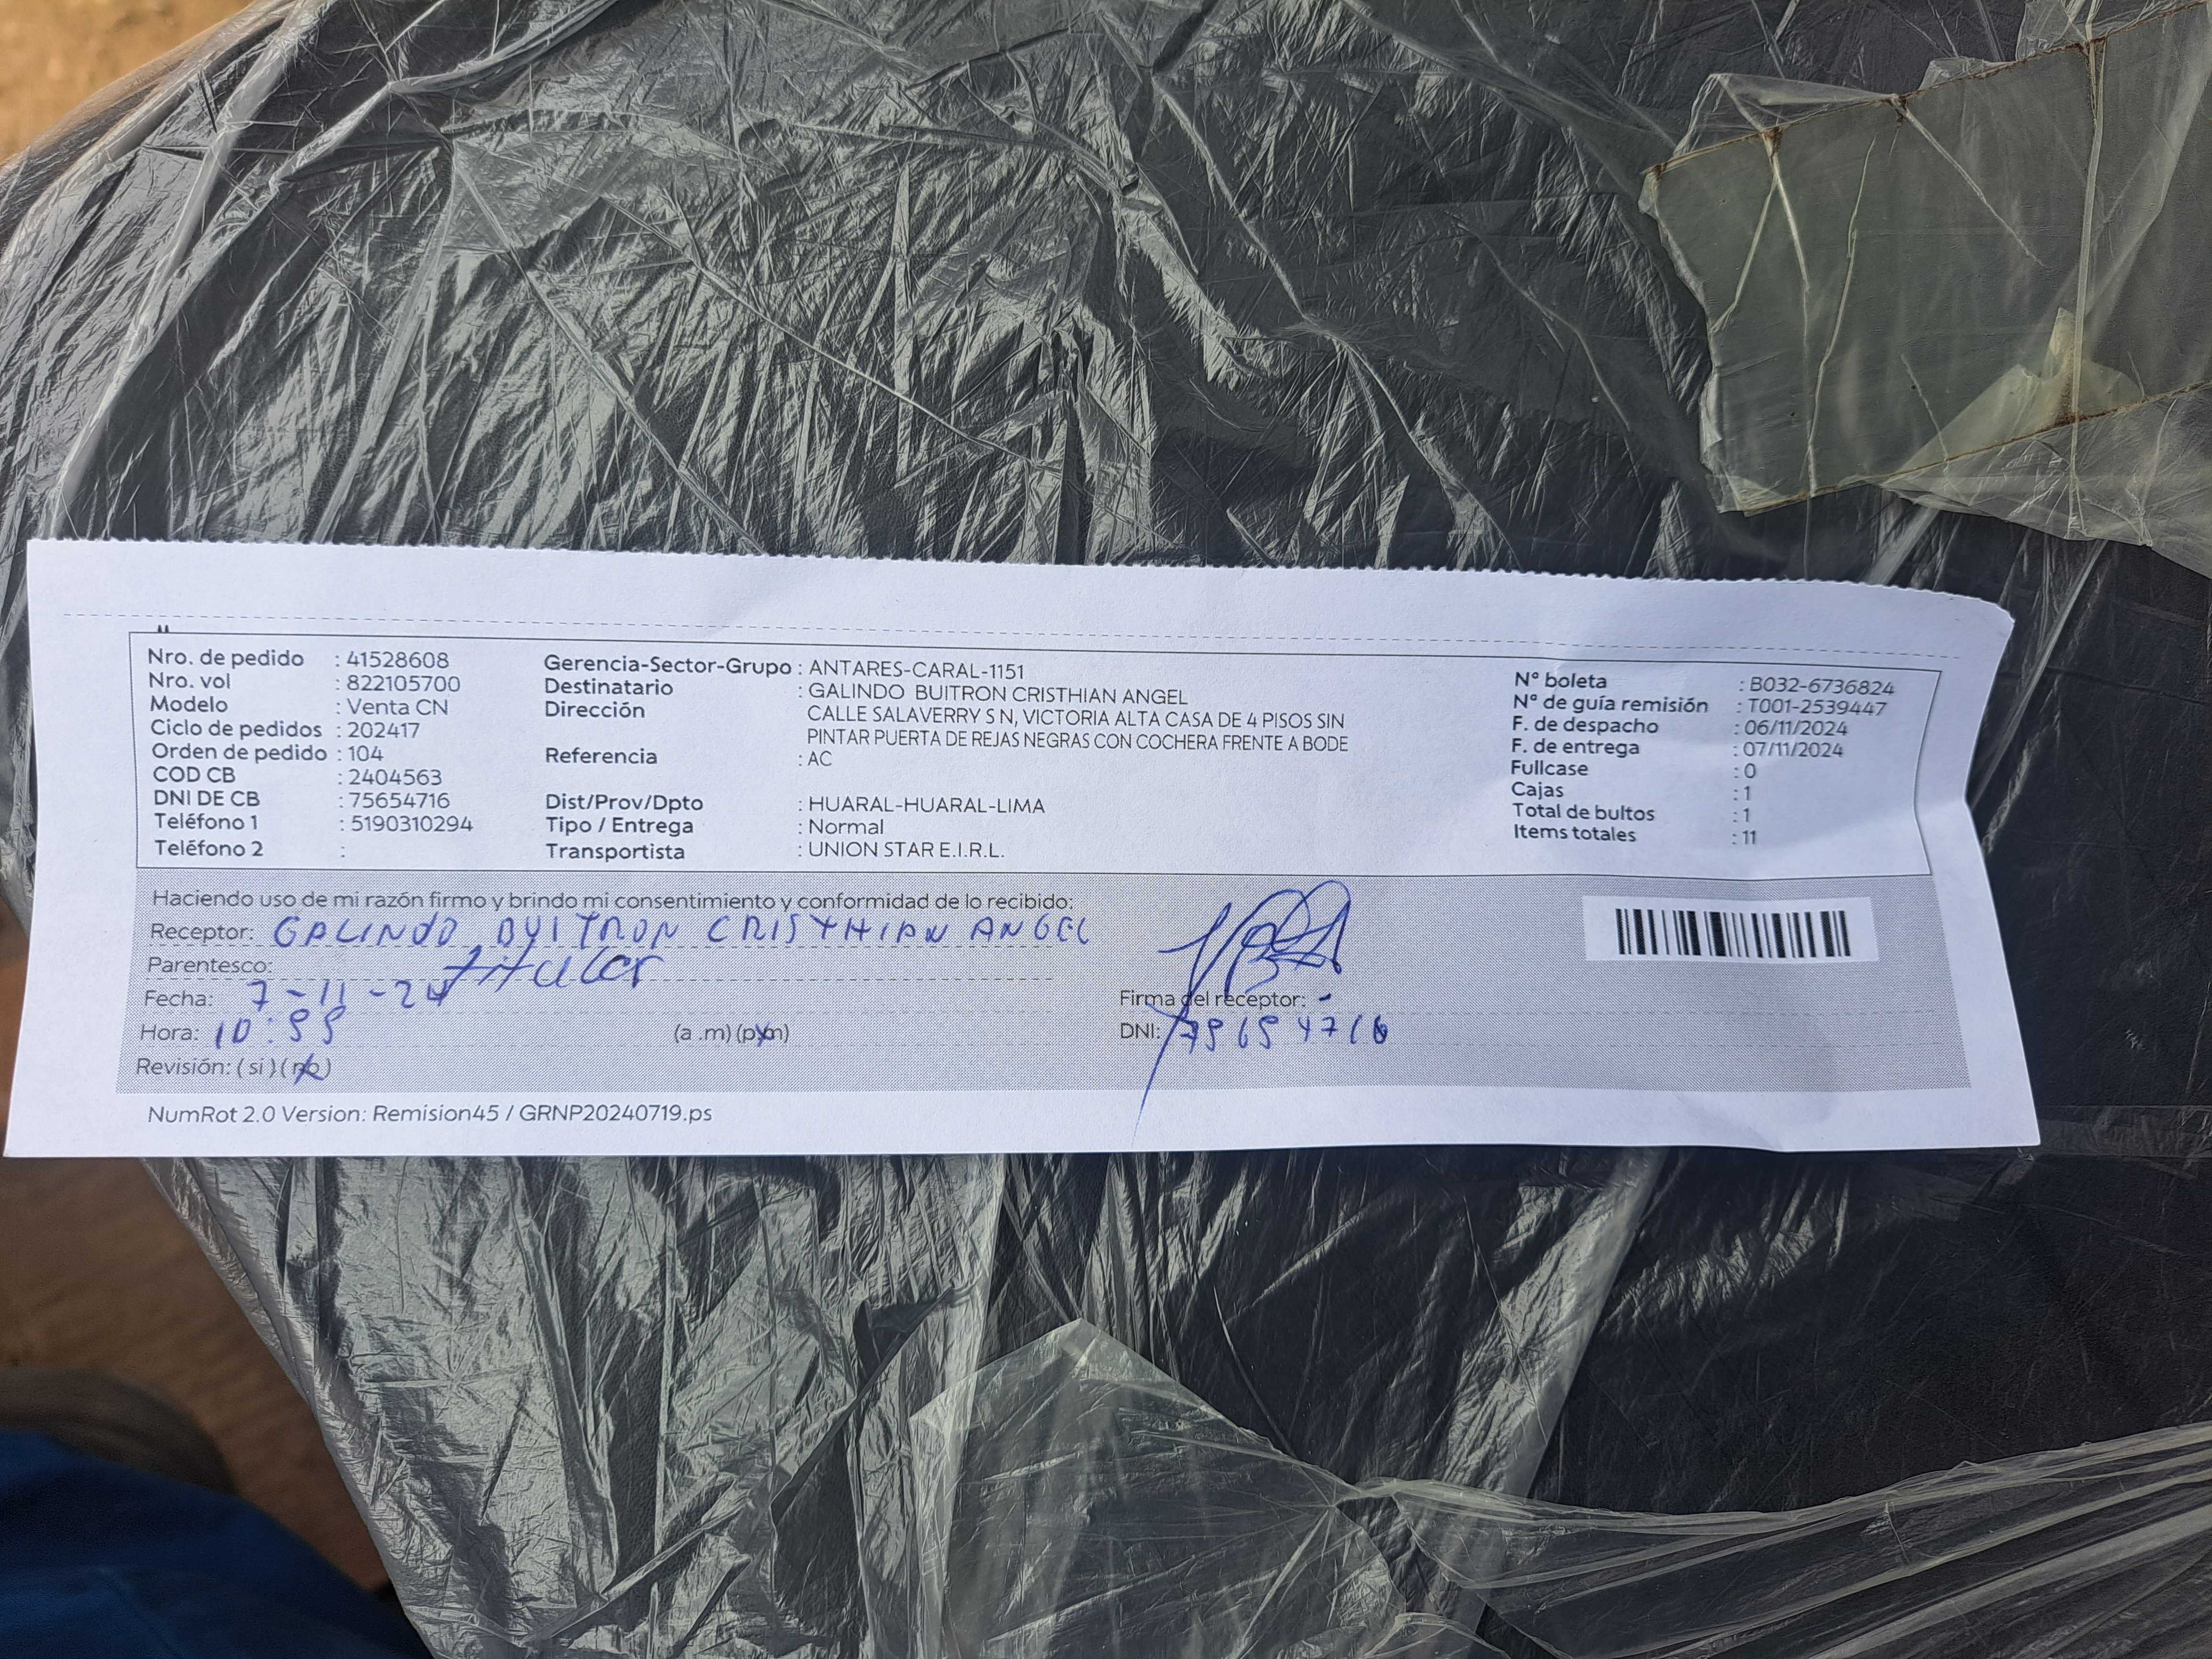 Nro. de pedido : 41528608
Nro. vol : 822105700
Modelo : Venta CN
Ciclo de pedidos : 202417
Orden de pedido : 104
COD CB : 2404563
DNI DE CB : 75654716
Teléfono 1 : 5190310294
Teléfono 2 :
Gerencia-Sector-Grupo : ANTARES-CARAL-1151
Destinatario : GALINDO BUITRON CRISTHIAN ANGEL
Dirección CALLE SALAVERRY S N, VICTORIA ALTA CASA DE 4 PISOS SIN
PINTAR PUERTA DE REJAS NEGRAS CON COCHERA FRENTE A BODE
Referencia : AC
Dist/Prov/Dpto : HUARAL-HUARAL-LIMA
Tipo / Entrega : Normal
Transportista : UNION STAR E.I.R.L.
N° boleta : B032-6736824
N° de guía remisión : T001-2539447
F. de despacho : 06/11/2024
F. de entrega : 07/11/2024
Fullcase : 0
Cajas : 1
Total de bultos : 1
Items totales : 11
Haciendo uso de mi razón firmo y brindo mi consentimiento y conformidad de lo recibido:
Receptor: GALINDO BUITRON CRISTHIAN ANGEL
Parentesco: titular
Fecha: 7-11-24
Hora: 10:55 (a .m) (p.m)
Revisión: ( si ) ( no )
Firma del receptor:
DNI: 75654716
NumRot 2.0 Version: Remision45 / GRNP20240719.ps